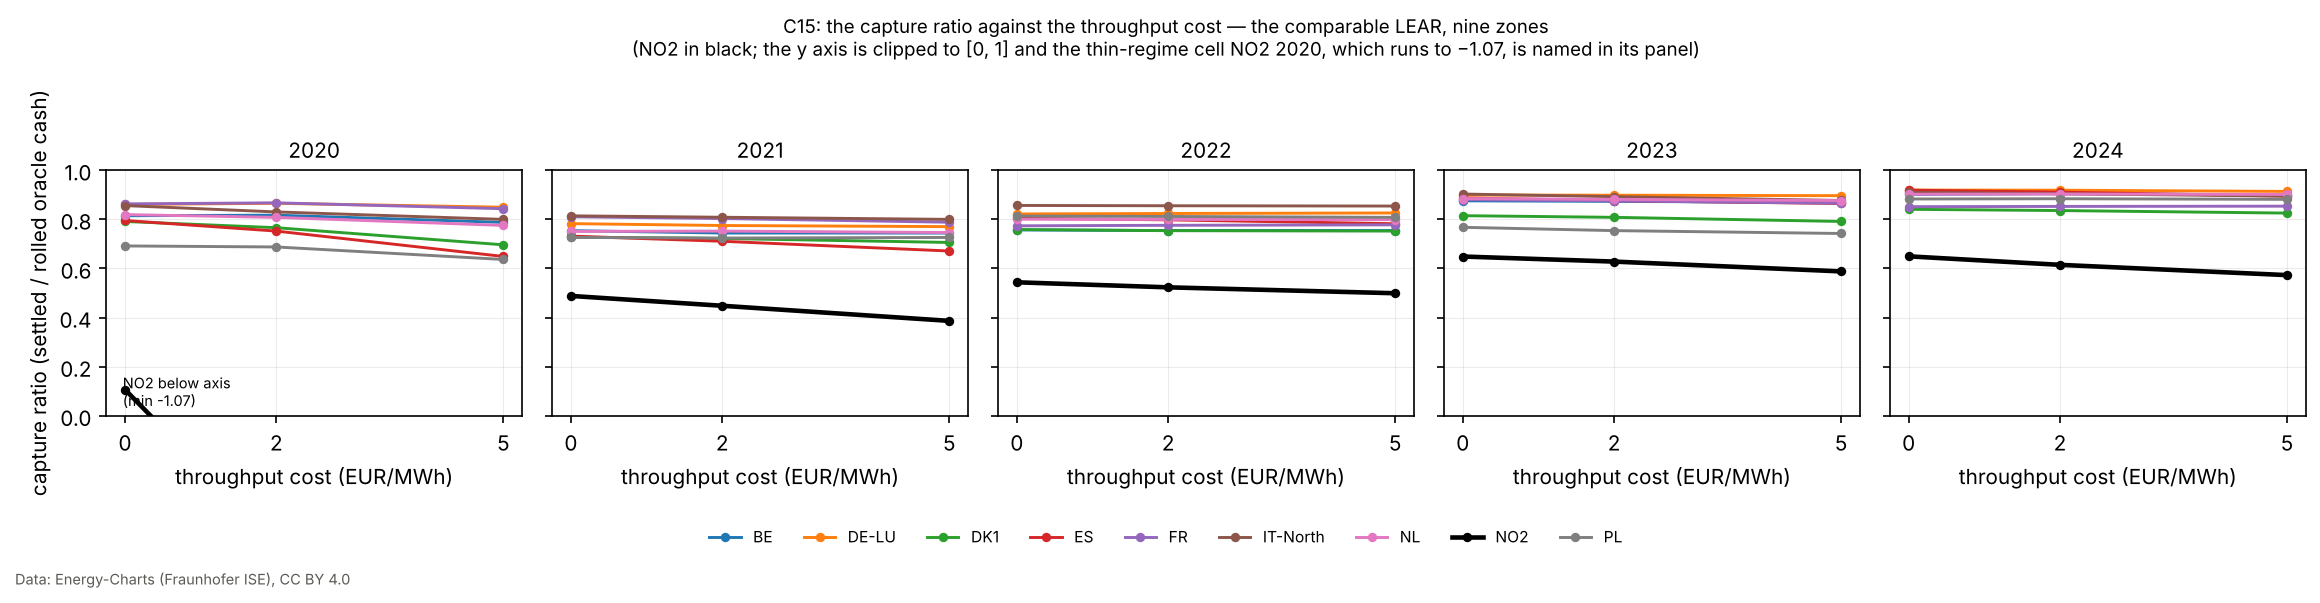 C15: the capture ratio against the throughput cost — the comparable LEAR, nine zones
(NO2 in black; the y axis is clipped to [0, 1] and the thin-regime cell NO2 2020, which runs to −1.07, is named in its panel)
capture ratio (settled / rolled oracle cash)
2020
2021
2022
2023
2024
1.0
0.8
0.6
0.4
0.2
0.0
NO2 below axis
(min -1.07)
0 2 5
0 2 5
0 2 5
0 2 5
0 2 5
throughput cost (EUR/MWh)
throughput cost (EUR/MWh)
throughput cost (EUR/MWh)
throughput cost (EUR/MWh)
throughput cost (EUR/MWh)
BE DE-LU DK1 ES FR IT-North NL NO2 PL
Data: Energy-Charts (Fraunhofer ISE), CC BY 4.0